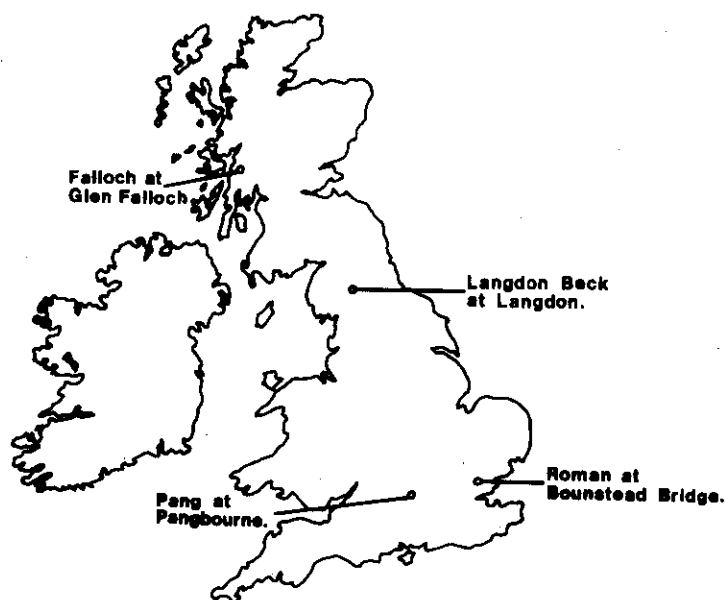 Falloch at
Glen Falloch
Langdon Beck
at Langdon.
Roman at
Bounstead Bridge.
Pang at
Pangbourne.